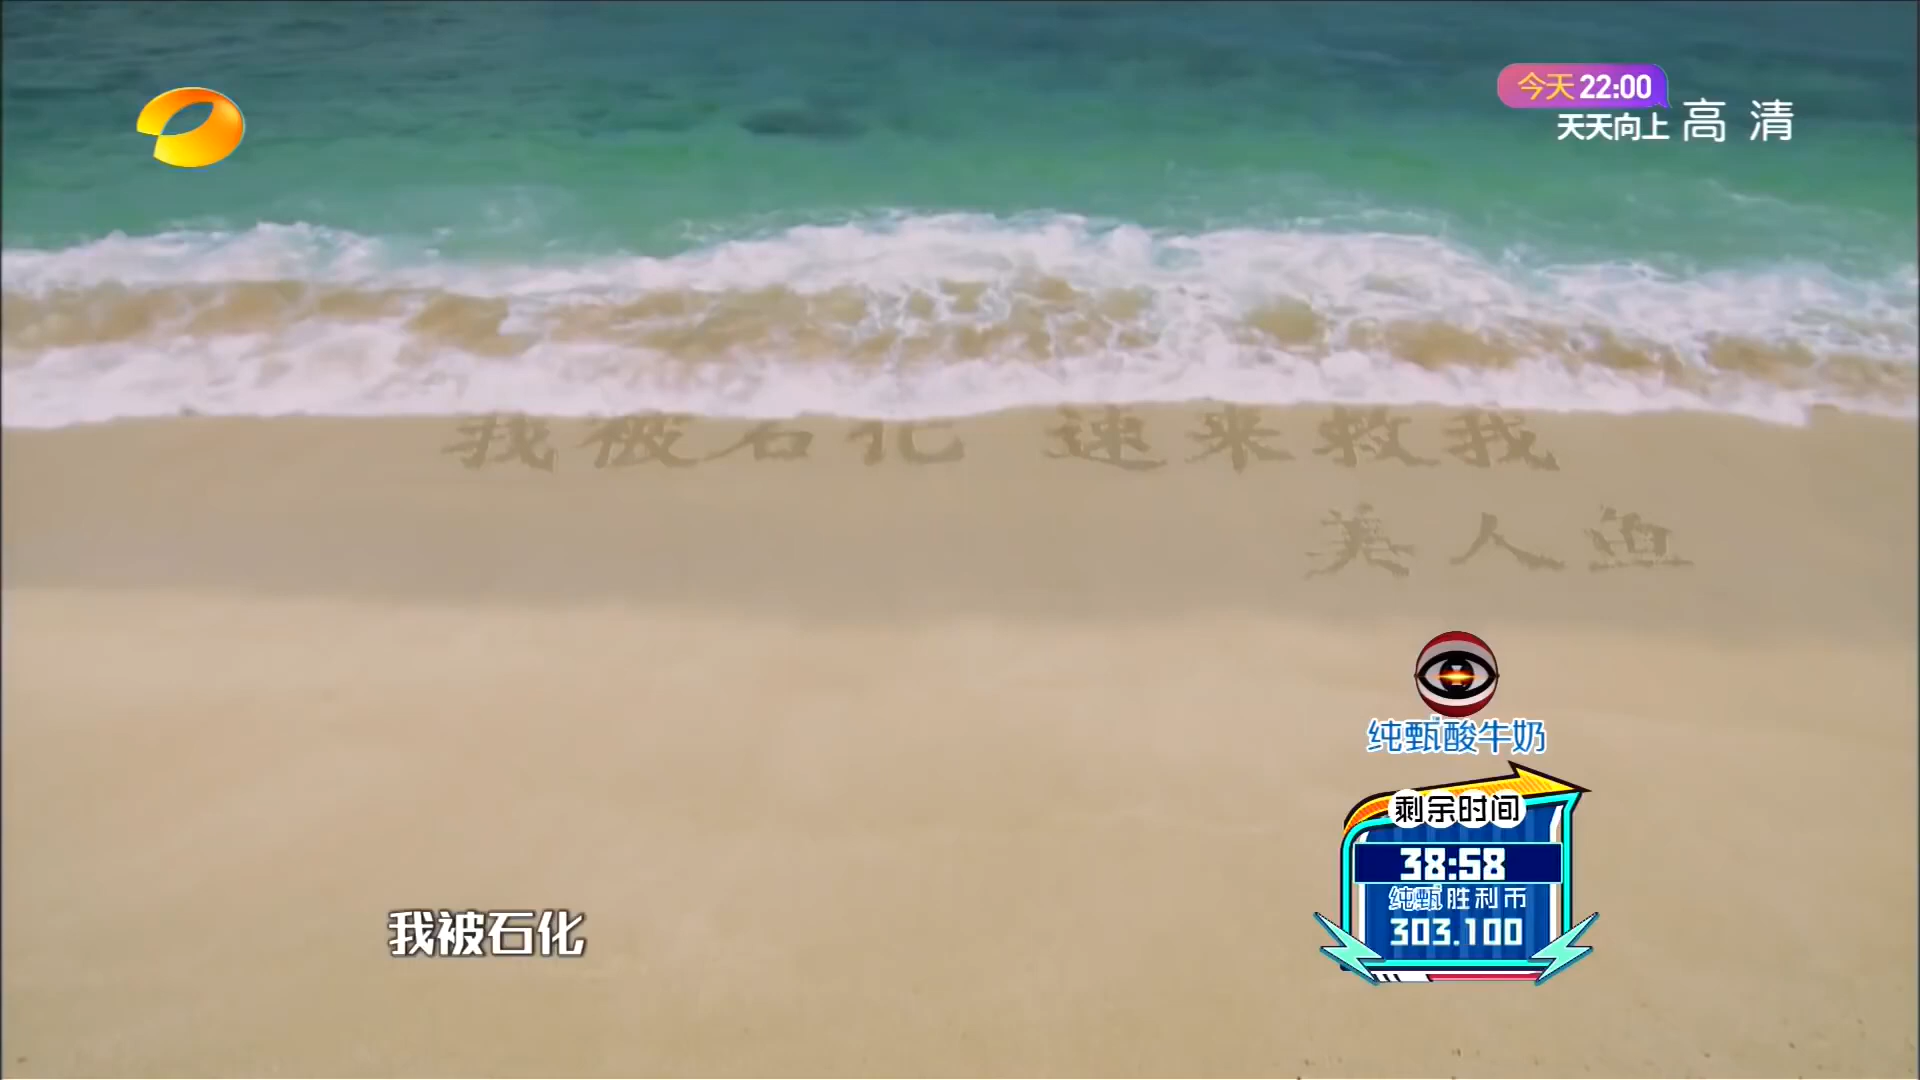 今天22:00
天天向上 高清
我被石化 速来救我
美人鱼
纯甄酸牛奶
剩余时间
38:58
纯甄胜利币
303.100
我被石化